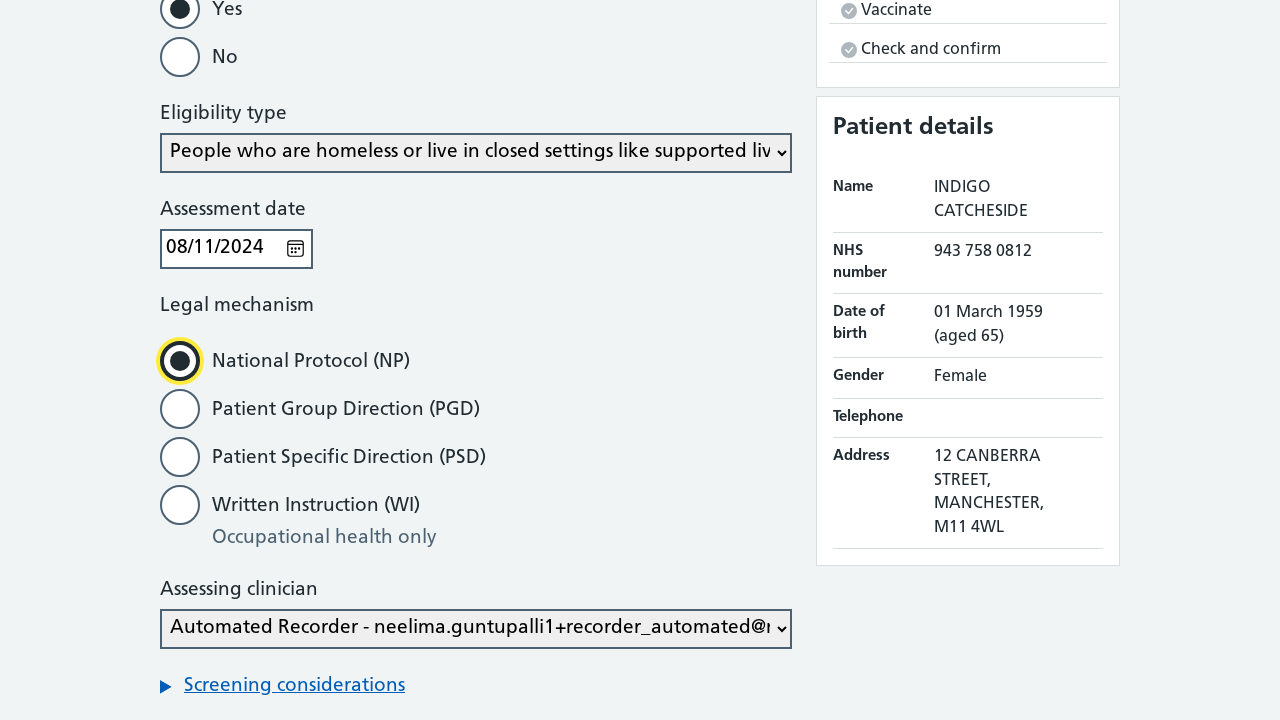 Yes
No
Eligibility type
People who are homeless or live in closed settings like supported liv
Assessment date
08/11/2024
Legal mechanism
National Protocol (NP)
Patient Group Direction (PGD)
Patient Specific Direction (PSD)
Written Instruction (WI)
Occupational health only
Assessing clinician
Automated Recorder - neelima.guntupalli1+recorder_automated@
Screening considerations
Vaccinate
Check and confirm
Patient details
Name
INDIGO
CATCHESIDE
NHS
number
943 758 0812
Date of
birth
01 March 1959
(aged 65)
Gender
Female
Telephone
Address
12 CANBERRA
STREET,
MANCHESTER,
M11 4WL